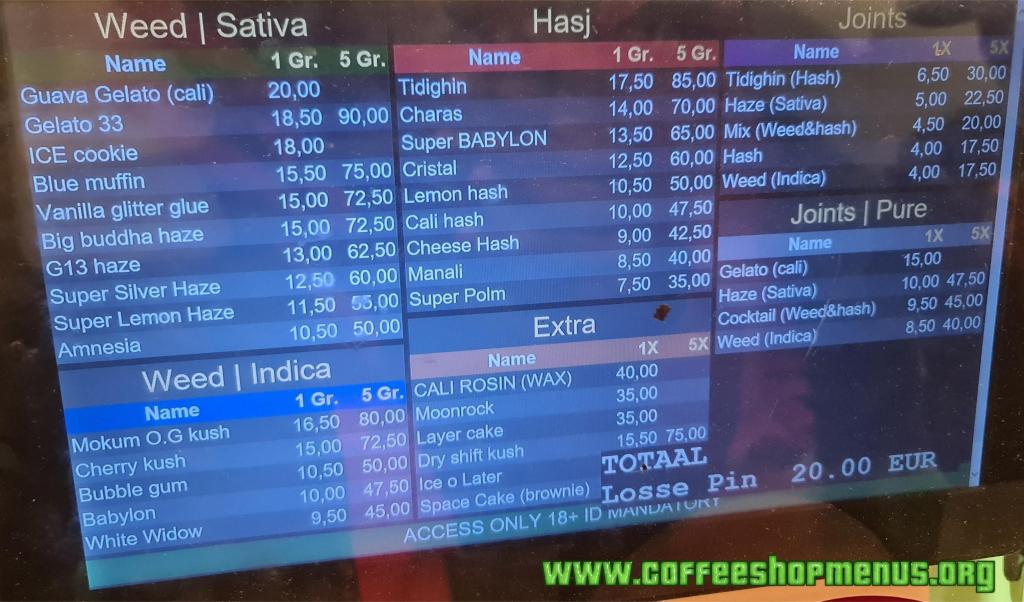 Weed | Sativa
Name 1 Gr. 5 Gr.
Guava Gelato (cali) 20,00
Gelato 33 18,50 90,00
ICE cookie 18,00
Blue muffin 15,50 75,00
Vanilla glitter glue 15,00 72,50
Big buddha haze 15,00 72,50
G13 haze 13,00 62,50
Super Silver Haze 12,50 60,00
Super Lemon Haze 11,50 55,00
Amnesia 10,50 50,00
Weed | Indica
Name 1 Gr. 5 Gr.
Mokum O.G kush 16,50 80,00
Cherry kush 15,00 72,50
Bubble gum 10,50 50,00
Babylon 10,00 47,50
White Widow 9,50 45,00
Hasj
Name 1 Gr. 5 Gr.
Tidighin 17,50 85,00
Charas 14,00 70,00
Super BABYLON 13,50 65,00
Cristal 12,50 60,00
Lemon hash 10,50 50,00
Cali hash 10,00 47,50
Cheese Hash 9,00 42,50
Manali 8,50 40,00
Super Polm 7,50 35,00
Extra
Name 1X 5X
CALI ROSIN (WAX) 40,00
Moonrock 35,00
Layer cake 35,00
Dry shift kush 15,50 75,00
Ice o Later
Space Cake (brownie)
Joints
Name 1X 5X
Tidighin (Hash) 6,50 30,00
Haze (Sativa) 5,00 22,50
Mix (Weed&hash) 4,50 20,00
Hash 4,00 17,50
Weed (Indica) 4,00 17,50
Joints | Pure
Name 1X 5X
Gelato (cali) 15,00
Haze (Sativa) 10,00 47,50
Cocktail (Weed&hash) 9,50 45,00
Weed (Indica) 8,50 40,00
TOTAAL
Losse Pin 20.00 EUR
ACCESS ONLY 18+ ID MANDATORY
www.coffeeshopmenus.org